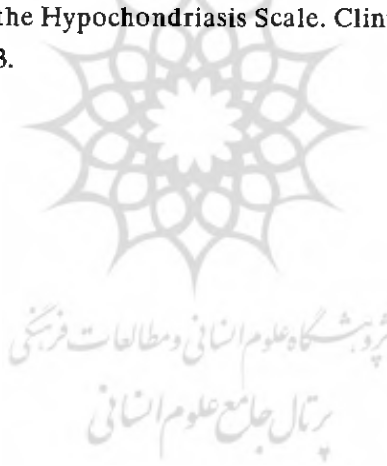 the Hypochondriasis Scale. Clin
3.
پژوهشگاه علوم انسانی و مطالعات فرهنگی
پرتال جامع علوم انسانی